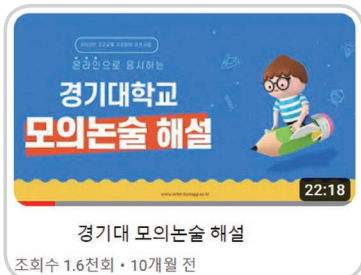 온라인으로 응시하는
경기대학교
모의논술 해설
22:18
경기대 모의논술 해설
조회수 1.6천회 • 10개월 전